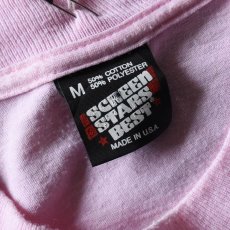 M
50% COTTON
50% POLYESTER
SCREEN
STARS
BEST
MADE IN U.S.A.